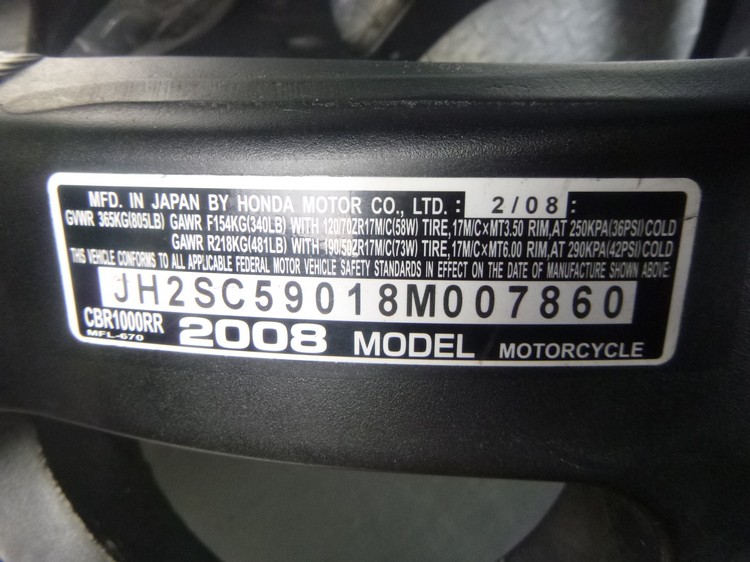 MFD. IN JAPAN BY HONDA MOTOR CO., LTD. : 2/08 :
GVWR 365KG(805LB) GAWR F154KG(340LB) WITH 120/70ZR17M/C(58W) TIRE,17M/C×MT3.50 RIM,AT 250KPA(36PSI)COLD
GAWR R218KG(481LB) WITH 190/50ZR17M/C(73W) TIRE,17M/C×MT6.00 RIM,AT 290KPA(42PSI)COLD
THIS VEHICLE CONFORMS TO ALL APPLICABLE FEDERAL MOTOR VEHICLE SAFETY STANDARDS IN EFFECT ON THE DATE OF MANUFACTURE SHOWN ABOVE.
JH2SC59018M007860
CBR1000RR 2008 MODEL MOTORCYCLE
MFL-670